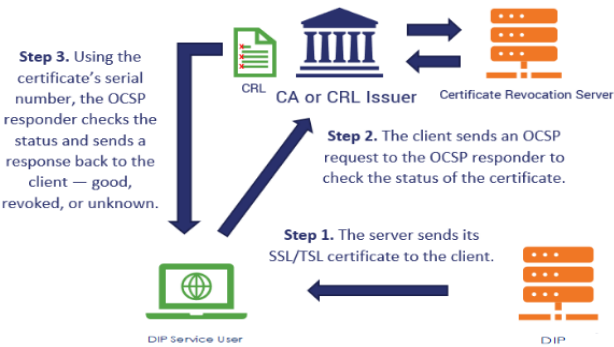 Step 3. Using the
certificate's serial
number, the OCSP
responder checks the
status and sends a
response back to the
client — good,
revoked, or unknown.
CRL
CA or CRL Issuer
Certificate Revocation Server
Step 2. The client sends an OCSP
request to the OCSP responder to
check the status of the certificate.
Step 1. The server sends its
SSL/TSL certificate to the client.
DIP Service User
DIP